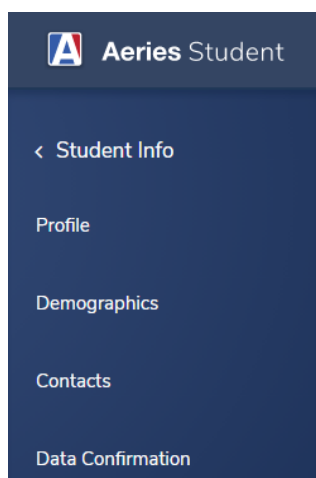 Aeries Student
< Student Info
Profile
Demographics
Contacts
Data Confirmation